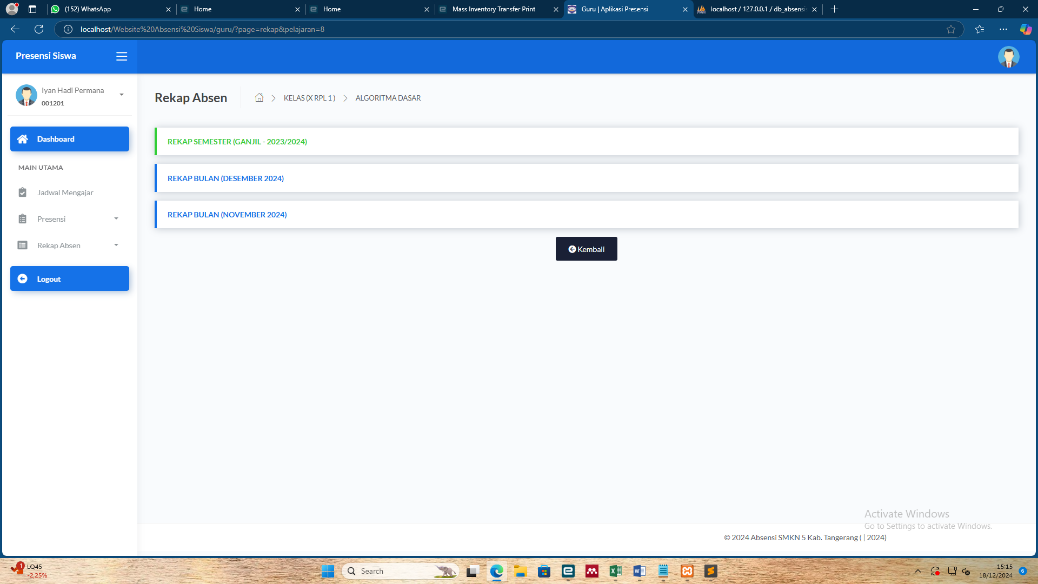 (152) WhatsApp
Home
Home
Mass Inventory Transfer Print
Guru | Aplikasi Presensi
localhost / 127.0.0.1 / db_absensi
localhost/Website%20Absensi%20Siswa/guru/?page=rekap&pelajaran=8
Presensi Siswa
Iyan Hadi Permana
001201
Dashboard
MAIN UTAMA
Jadwal Mengajar
Presensi
Rekap Absen
Logout
Rekap Absen
KELAS (X RPL 1 )
ALGORITMA DASAR
REKAP SEMESTER (GANJIL - 2023/2024)
REKAP BULAN (DESEMBER 2024)
REKAP BULAN (NOVEMBER 2024)
Kembali
Activate Windows
Go to Settings to activate Windows.
© 2024 Absensi SMKN 5 Kab. Tangerang ( | 2024)
1
LQ45
-2.25%
Search
15:15
18/12/2024